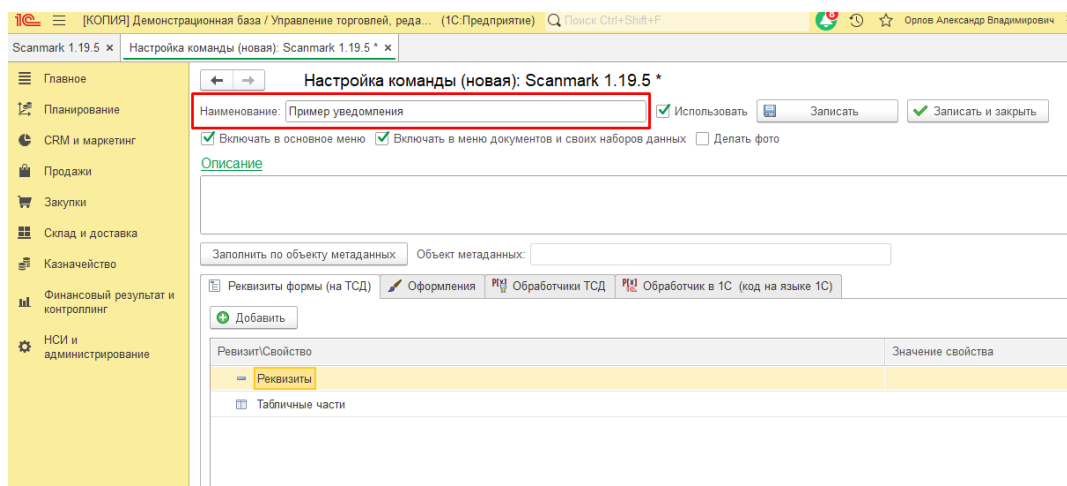 1С [КОПИЯ] Демонстрационная база / Управление торговлей, реда... (1С:Предприятие) Поиск Ctrl+Shift+F 8 Орлов Александр Владимирович
Scanmark 1.19.5 × Настройка команды (новая): Scanmark 1.19.5 * ×
Главное
Планирование
CRM и маркетинг
Продажи
Закупки
Склад и доставка
Казначейство
Финансовый результат и
контроллинг
НСИ и
администрирование
Настройка команды (новая): Scanmark 1.19.5 *
Наименование: Пример уведомления Использовать Записать Записать и закрыть
Включать в основное меню Включать в меню документов и своих наборов данных Делать фото
Описание
Заполнить по объекту метаданных Объект метаданных:
Реквизиты формы (на ТСД) Оформления Обработчики ТСД Обработчик в 1С (код на языке 1С)
Добавить
Ревизит\Свойство Значение свойства
Реквизиты
Табличные части